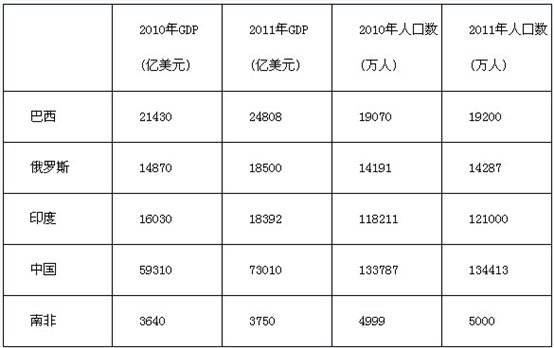 2010年GDP 2011年GDP 2010年人口数 2011年人口数
(亿美元) (亿美元) (万人) (万人)
巴西 21430 24808 19070 19200
俄罗斯 14870 18500 14191 14287
印度 16030 18392 118211 121000
中国 59310 73010 133787 134413
南非 3640 3750 4999 5000